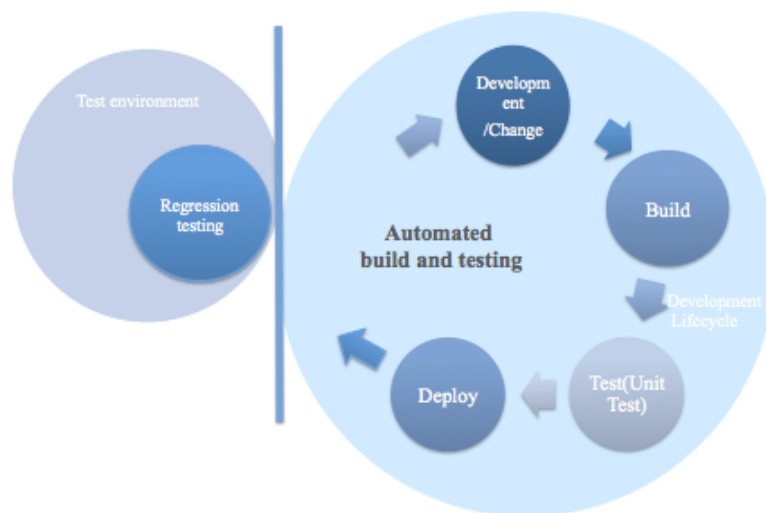 Test environment
Regression
testing
Developm
ent
/Change
Build
Automated
build and testing
Development
Lifecycle
Test(Unit
Test)
Deploy